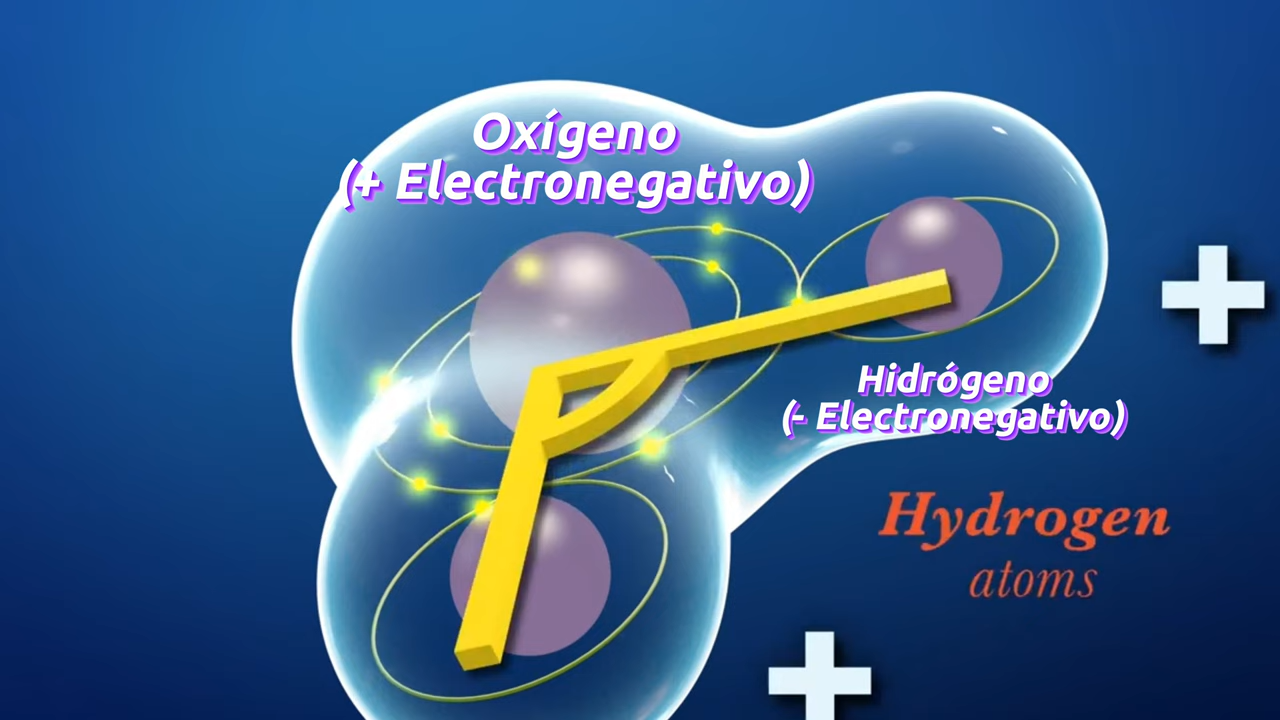 Oxígeno
(+ Electronegativo)
Hidrógeno
(- Electronegativo)
Hydrogen
atoms
+
+